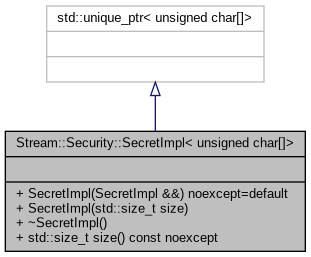 std::unique_ptr< unsigned char[]>
Stream::Security::SecretImpl< unsigned char[]>
+ SecretImpl(SecretImpl &&) noexcept=default
+ SecretImpl(std::size_t size)
+ ~SecretImpl()
+ std::size_t size() const noexcept